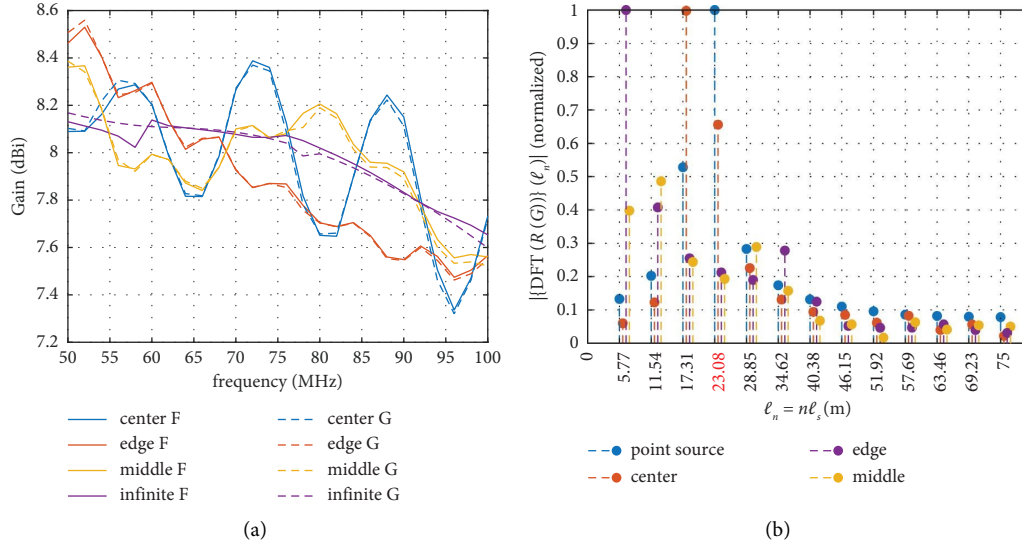 8.6
8.4
8.2
8
7.8
7.6
7.4
7.2
Gain (dBi)
50 55 60 65 70 75 80 85 90 95 100
frequency (MHz)
center F
edge F
middle F
infinite F
center G
edge G
middle G
infinite G
(a)
1
0.9
0.8
0.7
0.6
0.5
0.4
0.3
0.2
0.1
0
|{DFT (R (G))} (ℓn)| (normalized)
0 5.77 11.54 17.31 23.08 28.85 34.62 40.38 46.15 51.92 57.69 63.46 69.23 75
ℓn = nℓs (m)
point source
center
edge
middle
(b)